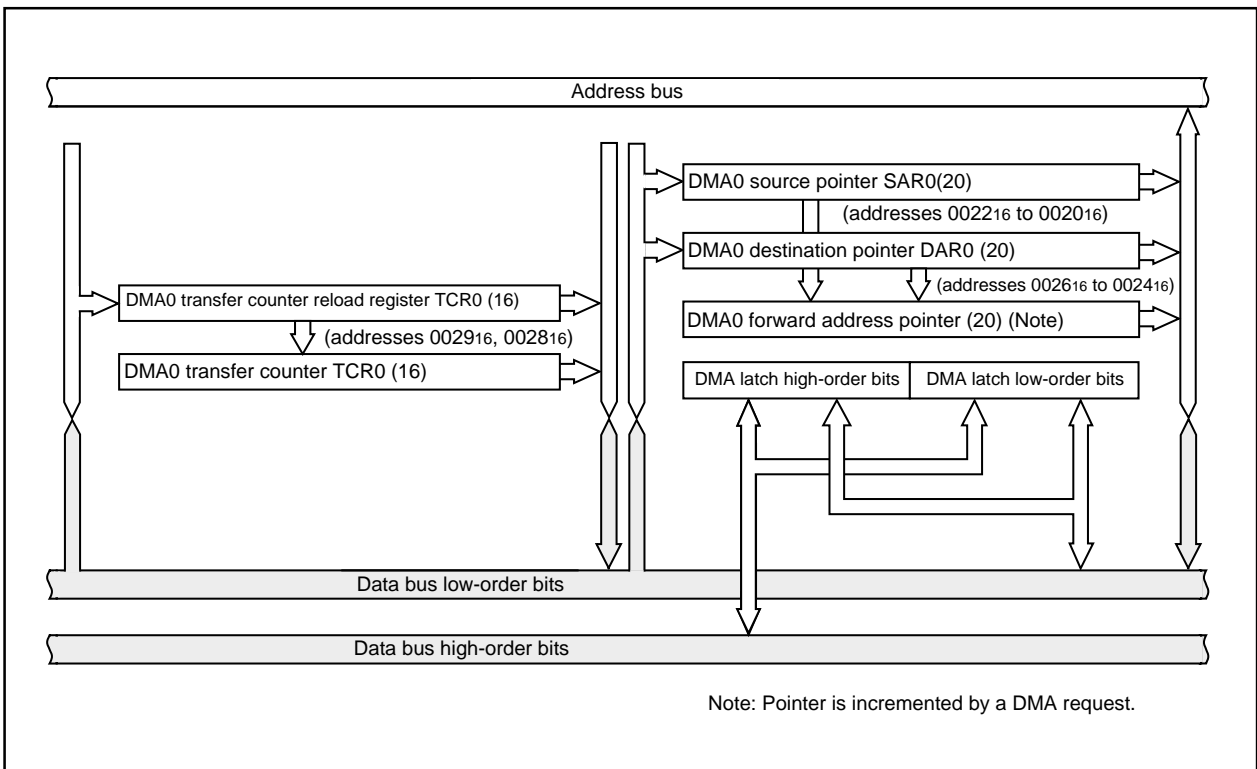 Address bus
DMA0 source pointer SAR0(20)
(addresses 002216 to 002016)
DMA0 destination pointer DAR0 (20)
(addresses 002616 to 002416)
DMA0 transfer counter reload register TCR0 (16)
(addresses 002916, 002816)
DMA0 transfer counter TCR0 (16)
DMA0 forward address pointer (20) (Note)
DMA latch high-order bits
DMA latch low-order bits
Data bus low-order bits
Data bus high-order bits
Note: Pointer is incremented by a DMA request.